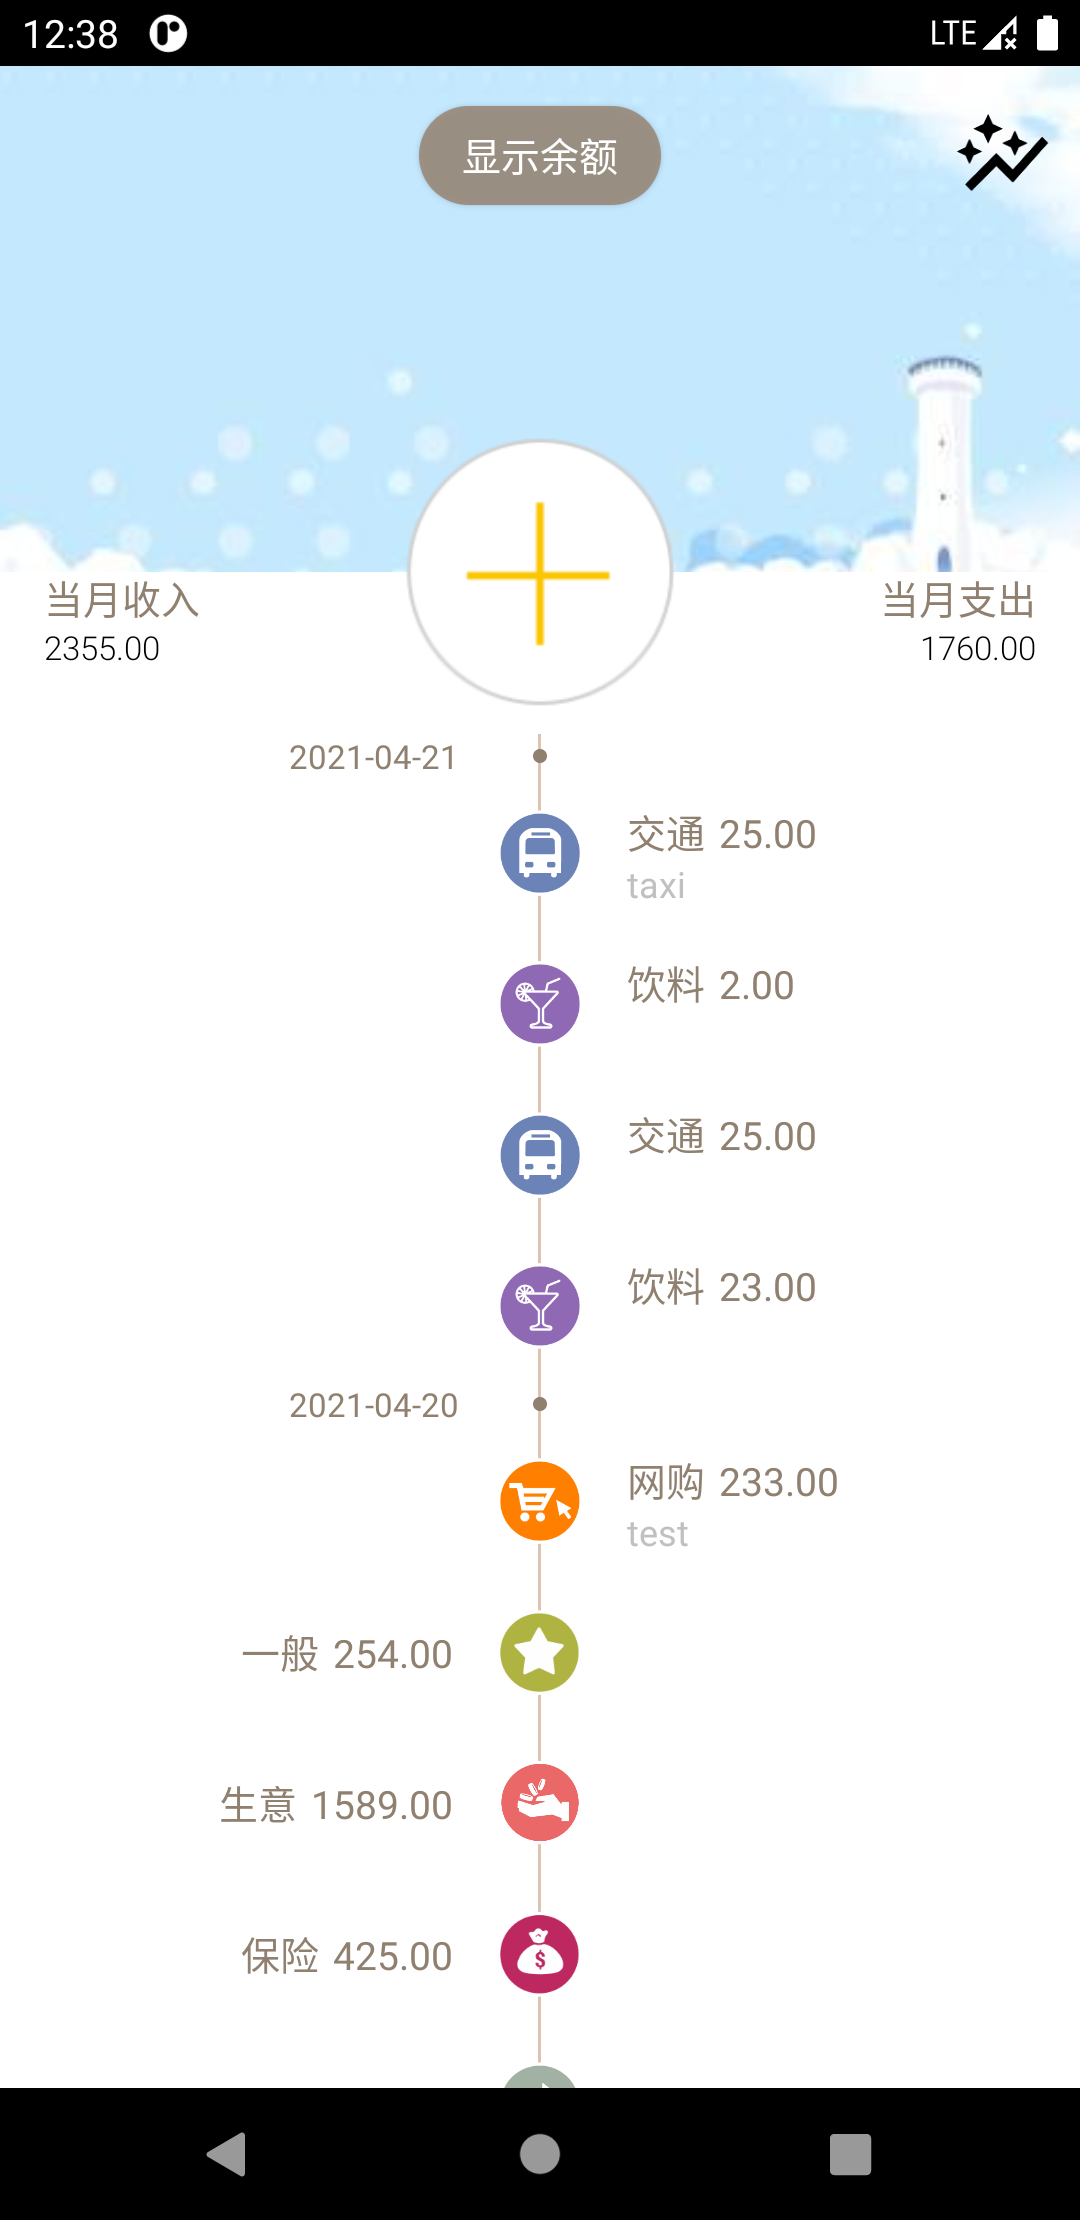 12:38
LTE
显示余额
当月收入
2355.00
当月支出
1760.00
2021-04-21
交通 25.00
taxi
饮料 2.00
交通 25.00
饮料 23.00
2021-04-20
网购 233.00
test
一般 254.00
生意 1589.00
保险 425.00